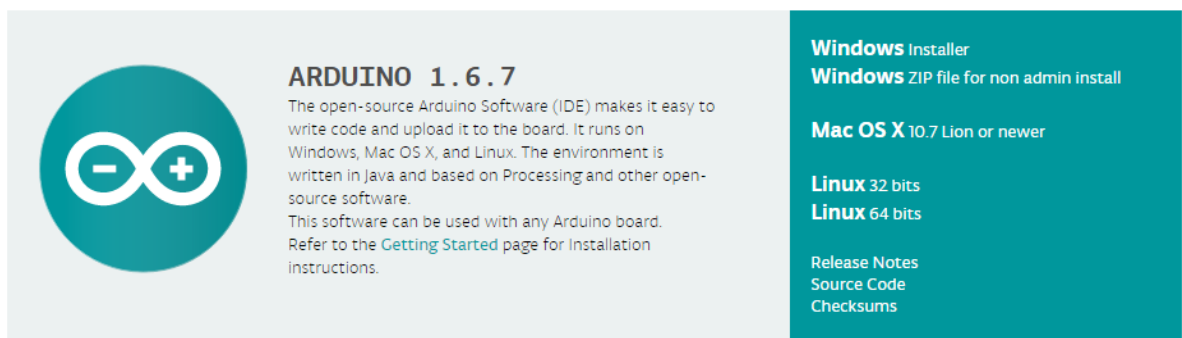 ARDUINO 1.6.7
The open-source Arduino Software (IDE) makes it easy to
write code and upload it to the board. It runs on
Windows, Mac OS X, and Linux. The environment is
written in Java and based on Processing and other open-
source software.
This software can be used with any Arduino board.
Refer to the Getting Started page for Installation
instructions.
Windows Installer
Windows ZIP file for non admin install
Mac OS X 10.7 Lion or newer
Linux 32 bits
Linux 64 bits
Release Notes
Source Code
Checksums